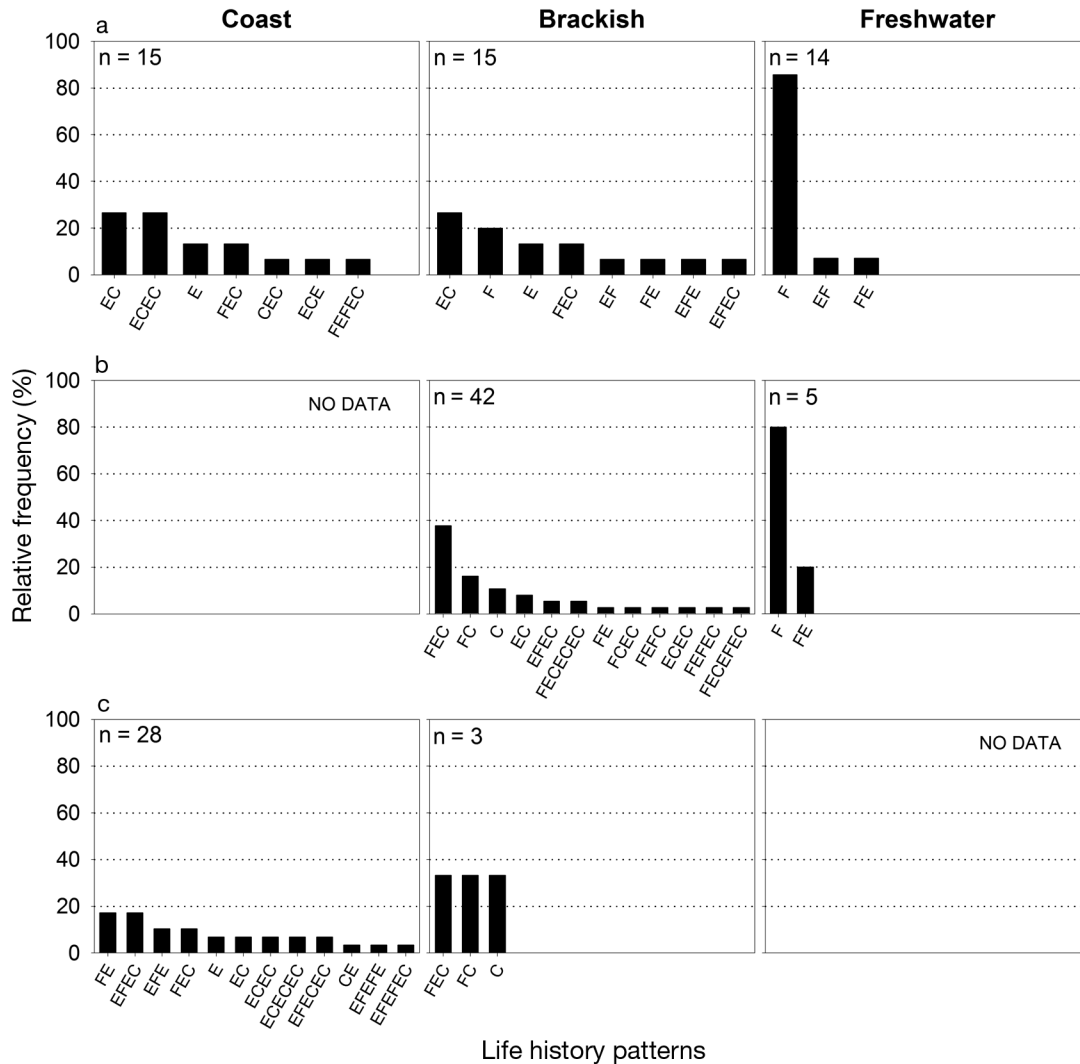 Coast Brackish Freshwater
a
n = 15 n = 15 n = 14
100
80
60
40
20
0
EC ECEC E FEC CEC ECE FEFEC
EC F E FEC EF FE EFE EFEC
F EF FE
b
NO DATA n = 42 n = 5
100
80
60
40
20
0
FEC FC C EC EFEC FECECEC FE FCEC FEFC ECEC FEFEC FECEFEC
F FE
c
n = 28 n = 3 NO DATA
100
80
60
40
20
0
FE EFEC EFE FEC E EC ECEC ECECEC EFECEC CE EFEFE EFEFEC
FEC FC C
Relative frequency (%)
Life history patterns